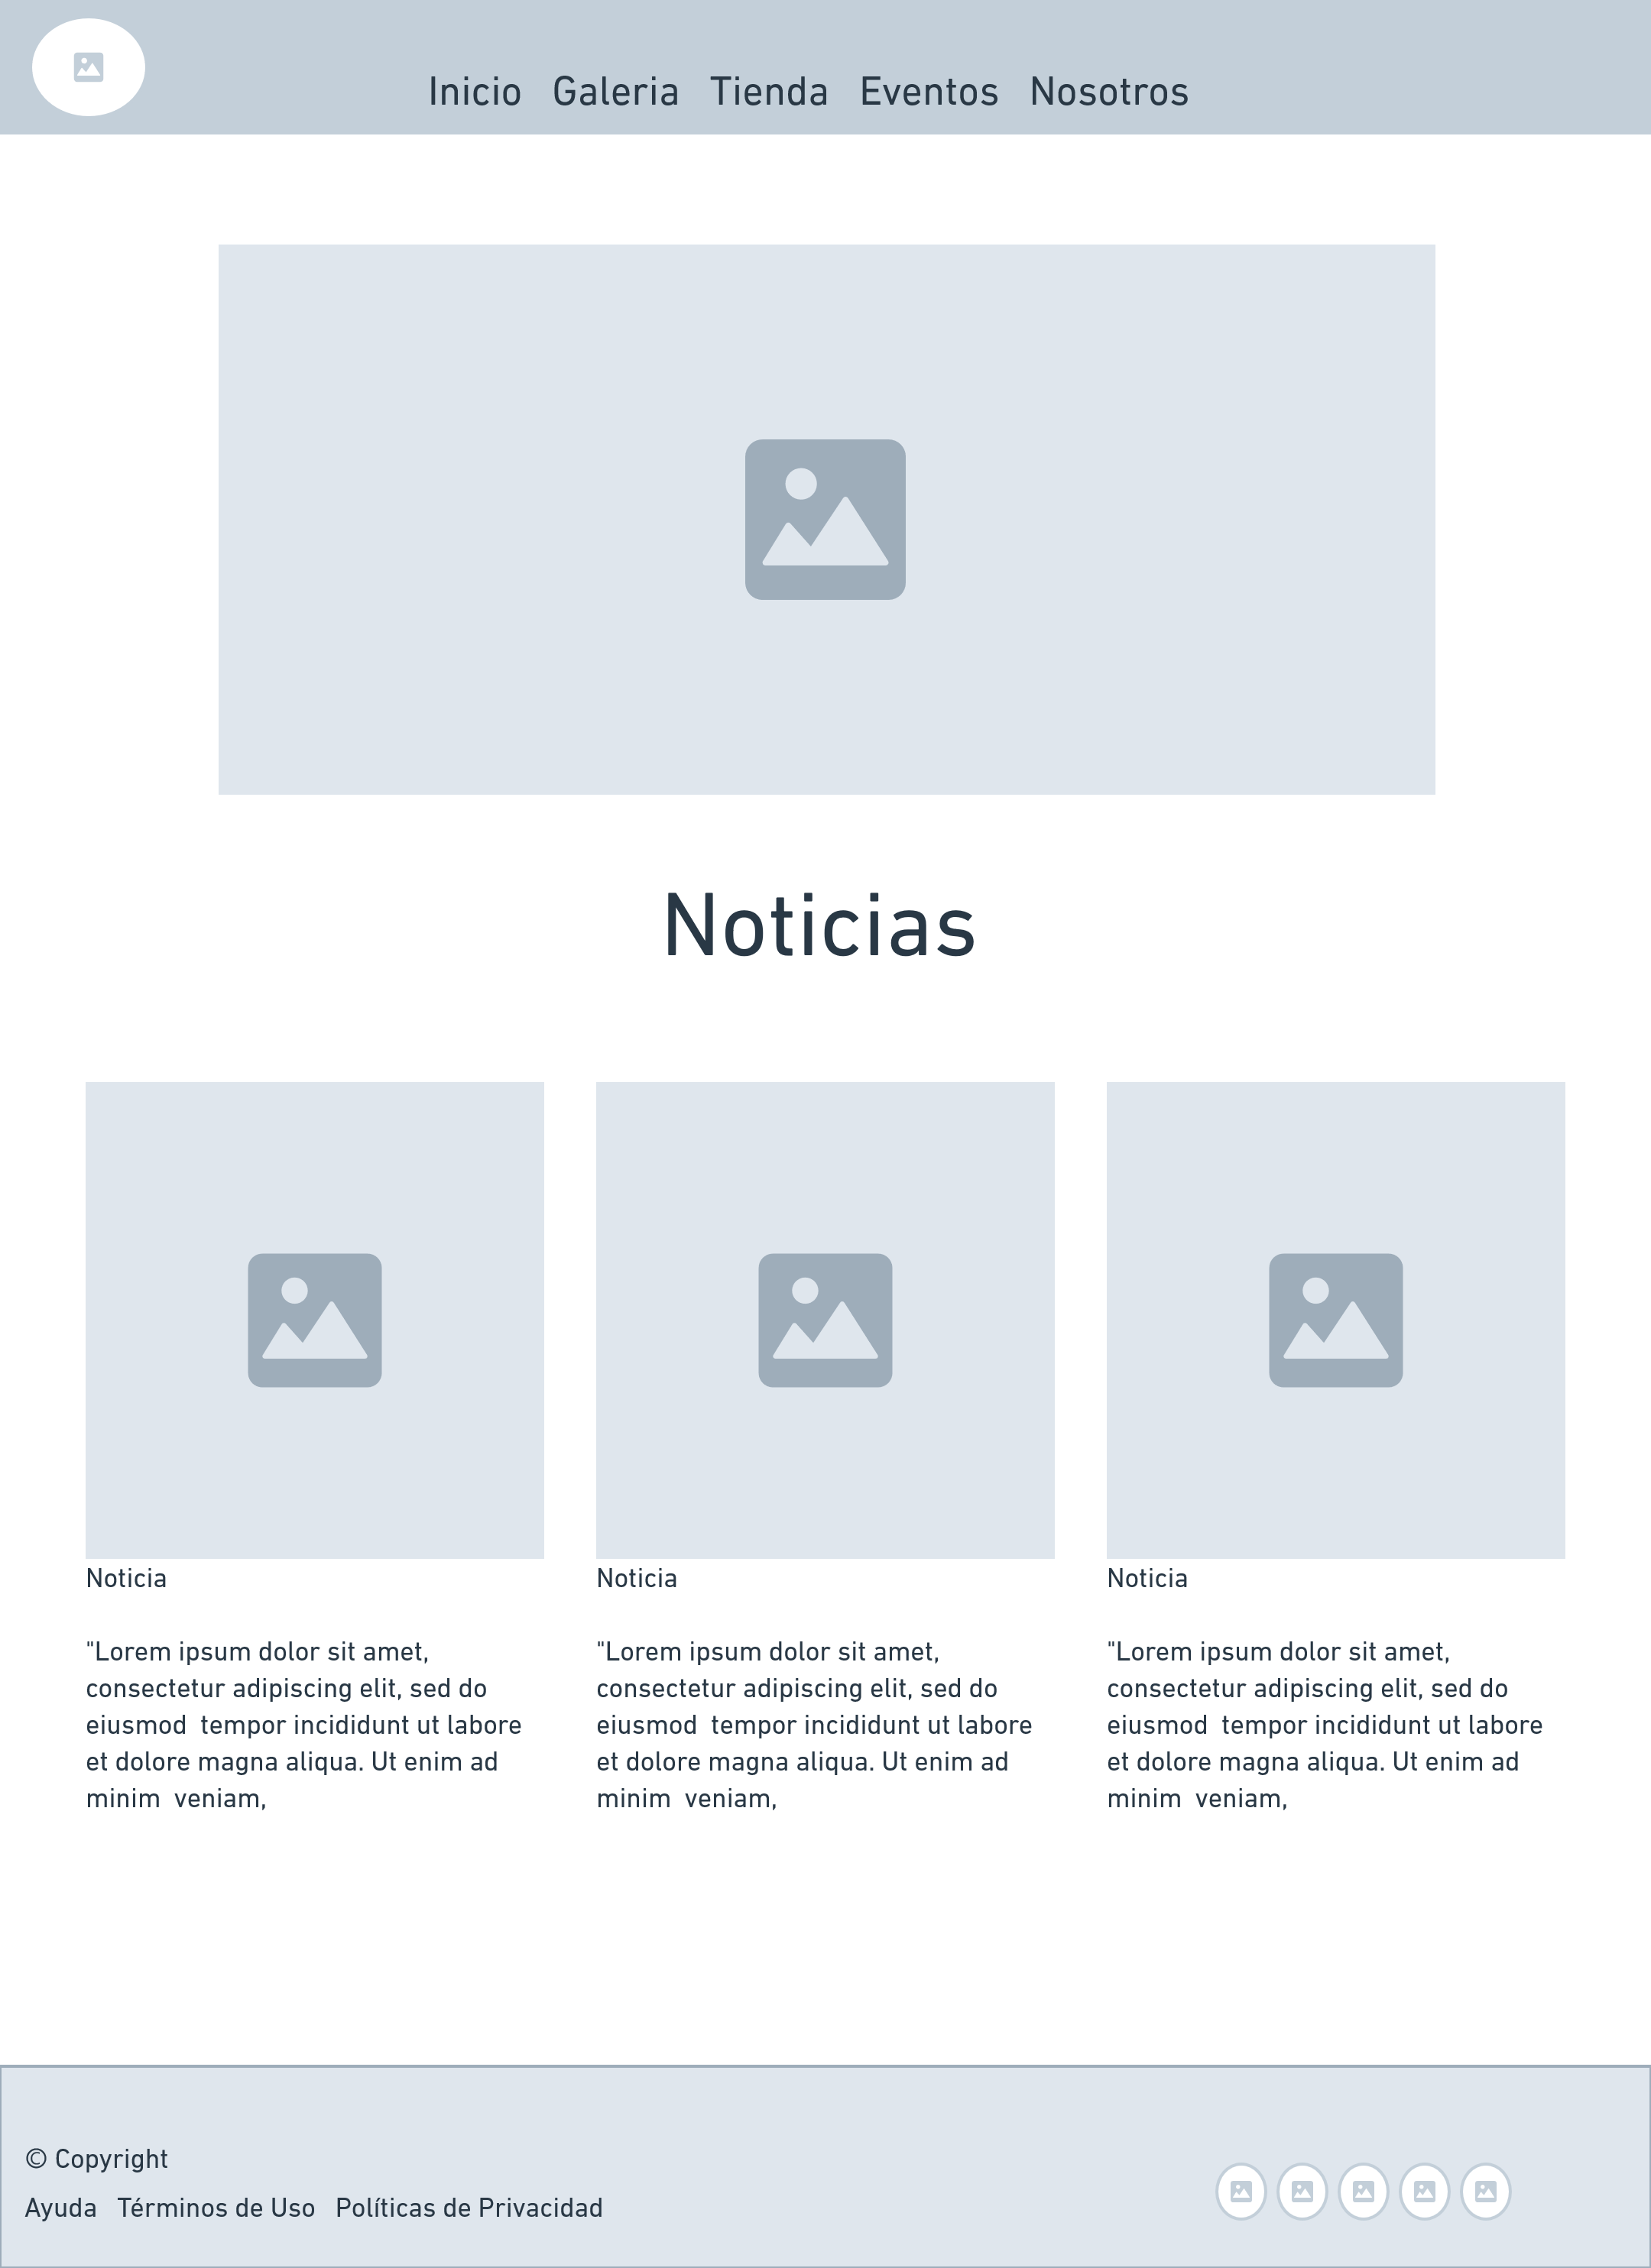 Inicio Galeria Tienda Eventos Nosotros
Noticias
Noticia
"Lorem ipsum dolor sit amet,
consectetur adipiscing elit, sed do
eiusmod  tempor incididunt ut labore
et dolore magna aliqua. Ut enim ad
minim  veniam,
Noticia
"Lorem ipsum dolor sit amet,
consectetur adipiscing elit, sed do
eiusmod  tempor incididunt ut labore
et dolore magna aliqua. Ut enim ad
minim  veniam,
Noticia
"Lorem ipsum dolor sit amet,
consectetur adipiscing elit, sed do
eiusmod  tempor incididunt ut labore
et dolore magna aliqua. Ut enim ad
minim  veniam,
© Copyright
Ayuda Términos de Uso Políticas de Privacidad